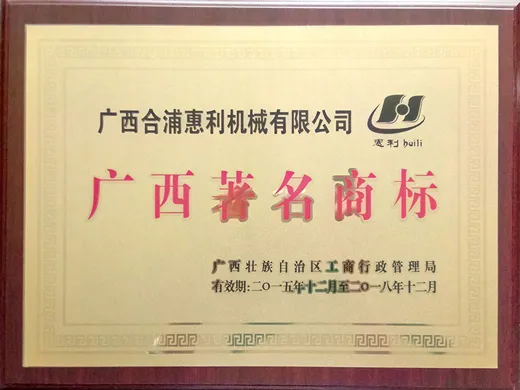 广西合浦惠利机械有限公司
惠利 huili
广西著名商标
广西壮族自治区工商行政管理局
有效期:二〇一五年十二月至二〇一八年十二月